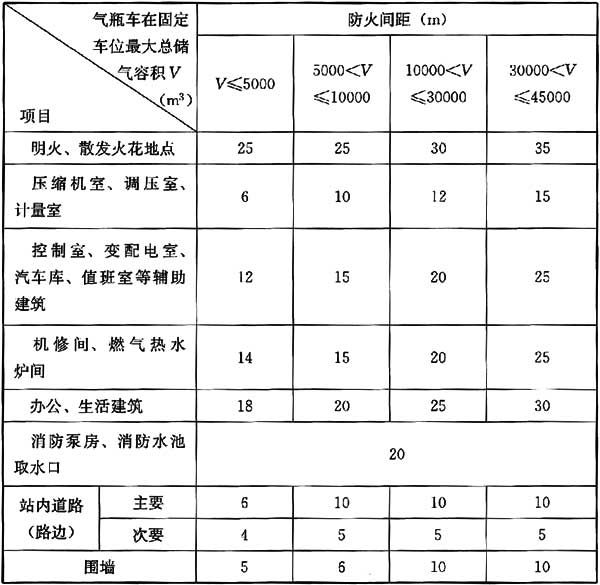 气瓶车在固定
车位最大总储
气容积V
(m³)
项目
防火间距(m)
V≤5000
5000<V
≤10000
10000<V
≤30000
30000<V
≤45000
明火、散发火花地点 25 25 30 35
压缩机室、调压室、
计量室
6 10 12 15
控制室、变配电室、
汽车库、值班室等辅助
建筑
12 15 20 25
机修间、燃气热水
炉间
14 15 20 25
办公、生活建筑 18 20 25 30
消防泵房、消防水池
取水口
20
站内道路
(路边)
主要 6 10 10 10
次要 4 5 5 5
围墙 5 6 10 10